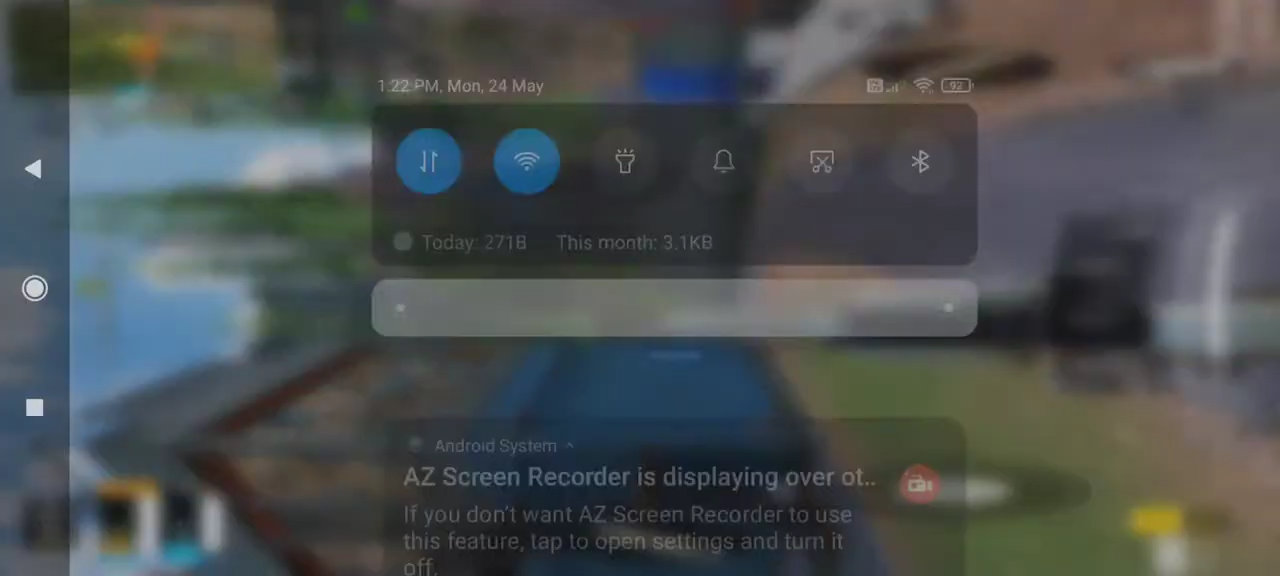 1:22 PM, Mon, 24 May
92
Today: 271B This month: 3.1KB
Android System
AZ Screen Recorder is displaying over ot..
If you don't want AZ Screen Recorder to use
this feature, tap to open settings and turn it
off.